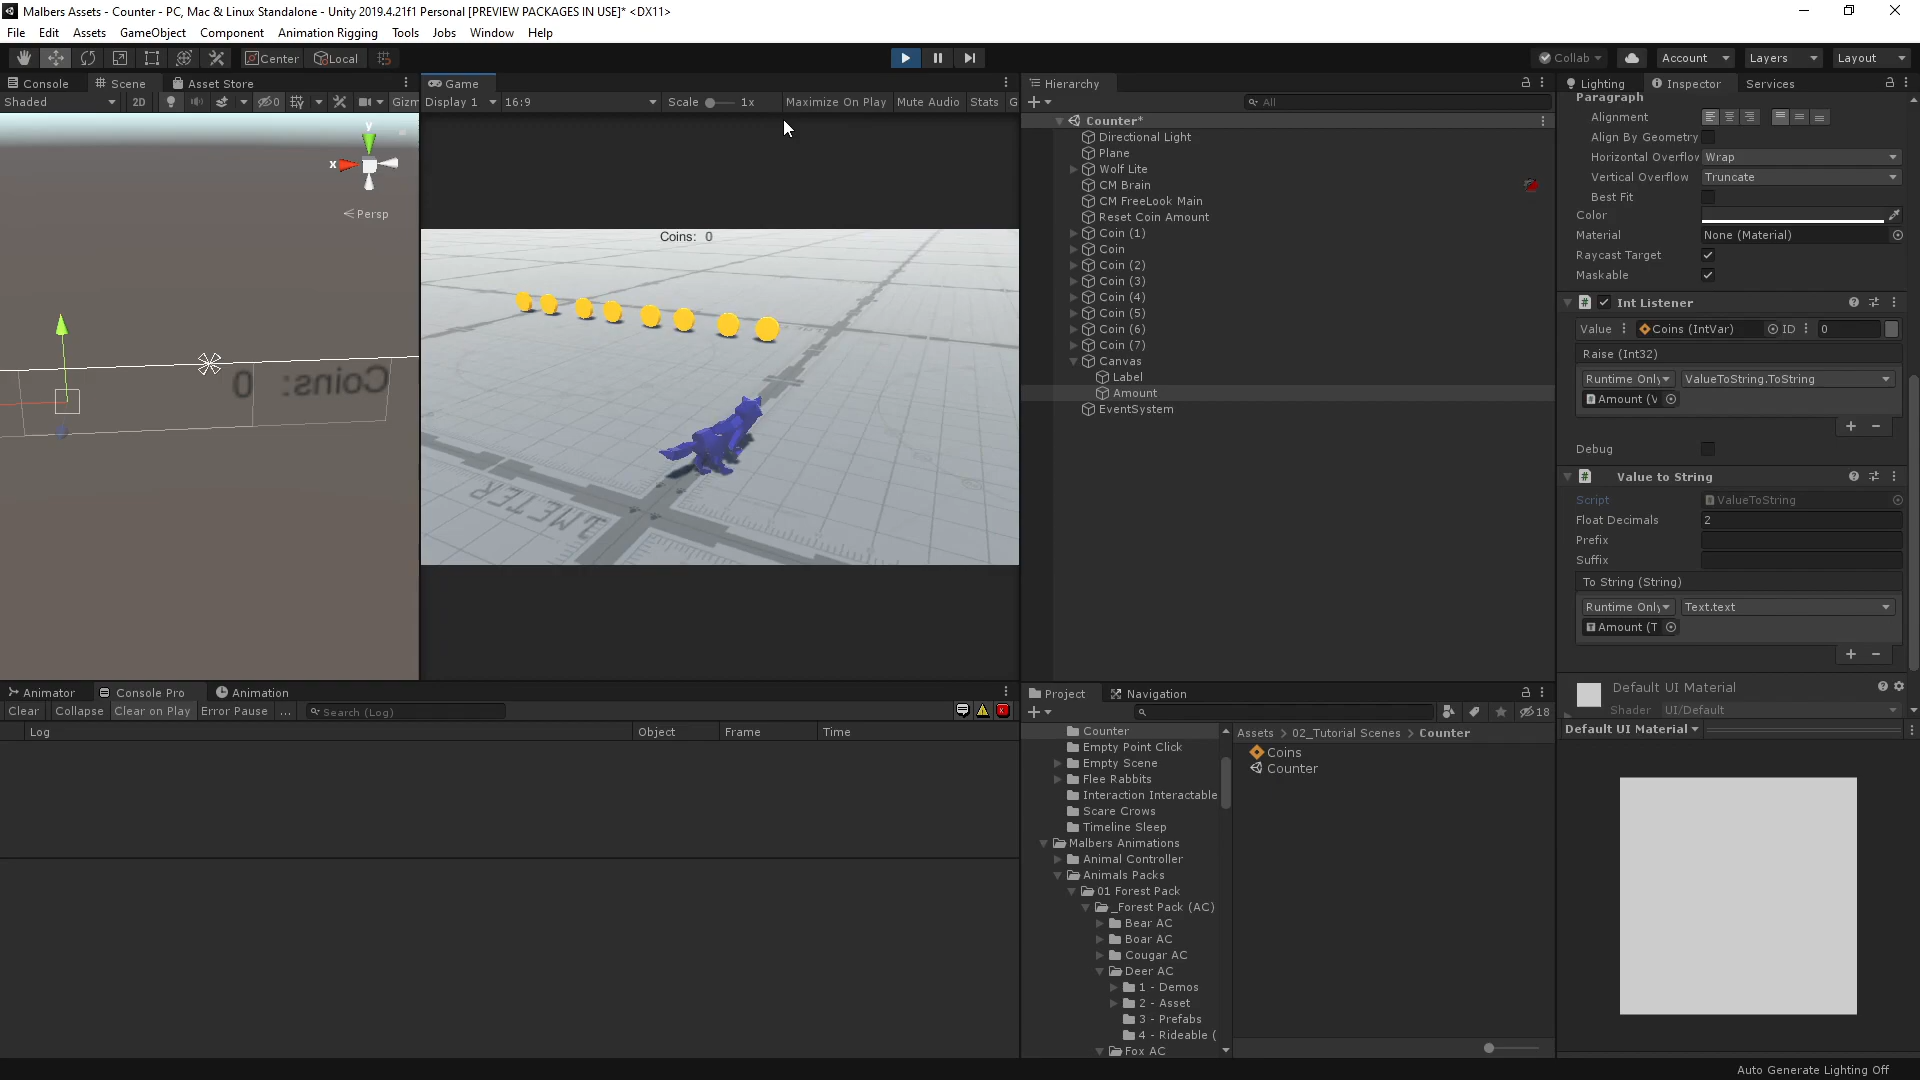 Malbers Assets - Counter - PC, Mac & Linux Standalone - Unity 2019.4.21f1 Personal [PREVIEW PACKAGES IN USE]* <DX11>
File Edit Assets GameObject Component Animation Rigging Tools Jobs Window Help
Center Local Collab Account Layers Layout
Console Scene Asset Store
Shaded 2D Gizm
Persp
Coins: 0
Game
Display 1 16:9 Scale 1x Maximize On Play Mute Audio Stats G
Coins: 0
1METER
Hierarchy
All
Counter*
Directional Light
Plane
Wolf Lite
CM Brain
CM FreeLook Main
Reset Coin Amount
Coin (1)
Coin
Coin (2)
Coin (3)
Coin (4)
Coin (5)
Coin (6)
Coin (7)
Canvas
Label
Amount
EventSystem
Lighting Inspector Services
Paragraph
Alignment
Align By Geometry
Horizontal Overflov Wrap
Vertical Overflow Truncate
Best Fit
Color
Material None (Material)
Raycast Target
Maskable
Int Listener
Value Coins (IntVar) ID 0
Raise (Int32)
Runtime Only ValueToString.ToString
Amount (V
Debug
Value to String
Script ValueToString
Float Decimals 2
Prefix
Suffix
To String (String)
Runtime Only Text.text
Amount (T
Default UI Material
Shader UI/Default
Default UI Material
Animator Console Pro Animation
Clear Collapse Clear on Play Error Pause ... Search (Log)
Log Object Frame Time
Project Navigation
18
Counter
Empty Point Click
Empty Scene
Flee Rabbits
Interaction Interactable
Scare Crows
Timeline Sleep
Malbers Animations
Animal Controller
Animals Packs
01 Forest Pack
_Forest Pack (AC)
Bear AC
Boar AC
Cougar AC
Deer AC
1 - Demos
2 - Asset
3 - Prefabs
4 - Rideable (
Fox AC
Assets > 02_Tutorial Scenes > Counter
Coins
Counter
Auto Generate Lighting Off